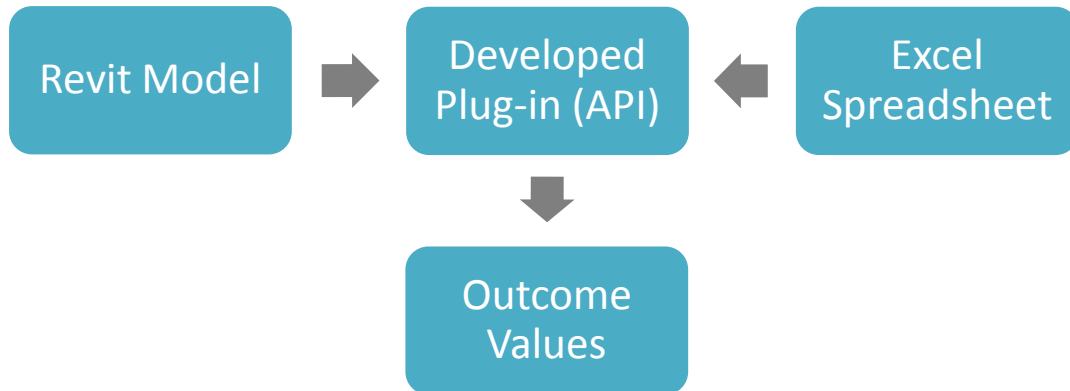 Revit Model
Developed
Plug-in (API)
Excel
Spreadsheet
Outcome
Values